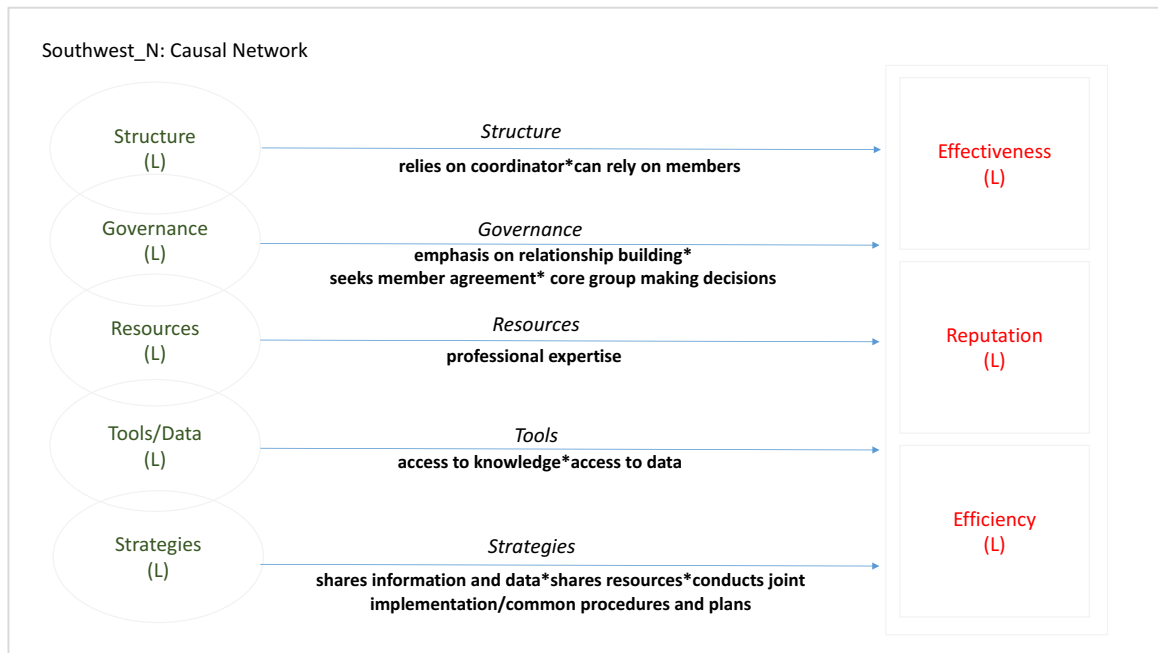 Southwest_N: Causal Network
Structure
(L)
Structure
relies on coordinator*can rely on members
Effectiveness
(L)
Governance
(L)
Governance
emphasis on relationship building*
seeks member agreement* core group making decisions
Resources
(L)
Resources
professional expertise
Reputation
(L)
Tools/Data
(L)
Tools
access to knowledge*access to data
Efficiency
(L)
Strategies
(L)
Strategies
shares information and data*shares resources*conducts joint
implementation/common procedures and plans